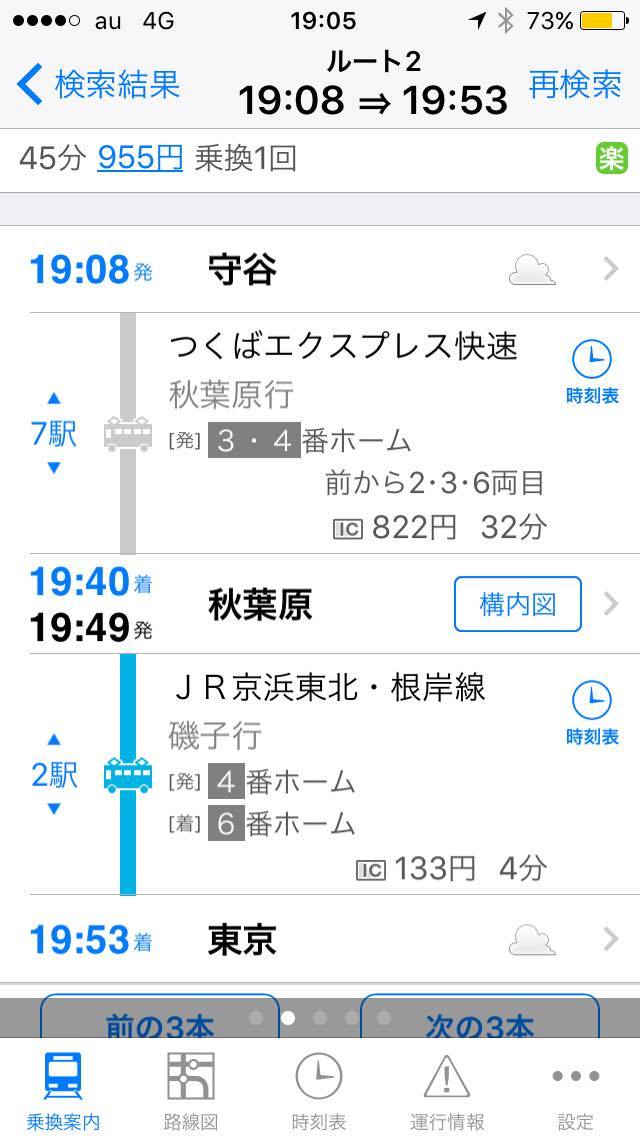 au 4G 19:05 73%
検索結果 ルート2 再検索
19:08 ⇒ 19:53
45分 955円 乗換1回 楽
19:08発 守谷
つくばエクスプレス快速
秋葉原行
時刻表
7駅
[発] 3・4番ホーム
前から2･3･6両目
IC 822円 32分
19:40着
19:49発
秋葉原 構内図
JR京浜東北・根岸線
磯子行
時刻表
2駅
[発] 4番ホーム
[着] 6番ホーム
IC 133円 4分
19:53着 東京
前の3本 次の3本
乗換案内 路線図 時刻表 運行情報 設定